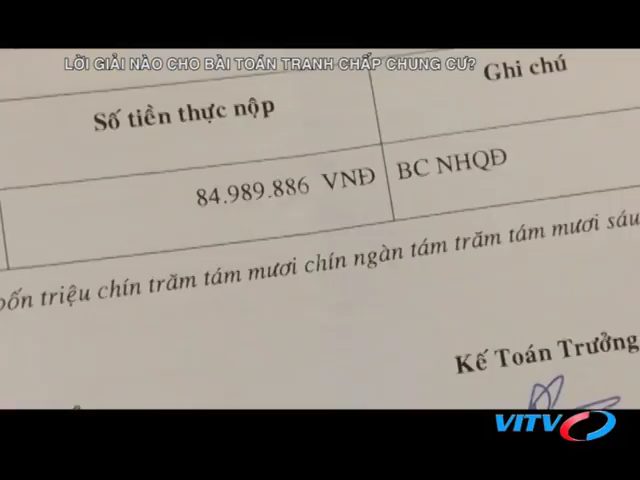 LỜI GIẢI NÀO CHO BÀI TOÁN TRANH CHẤP CHUNG CƯ?
Số tiền thực nộp
Ghi chú
84.989.886 VNĐ
BC NHQĐ
bốn triệu chín trăm tám mươi chín ngàn tám trăm tám mươi sáu
Kế Toán Trưởng
VITV